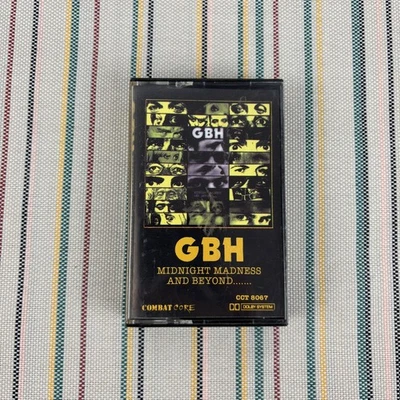 GBH
GBH
MIDNIGHT MADNESS
AND BEYOND.......
COMBAT CORE
CCT 8067
DOLBY SYSTEM